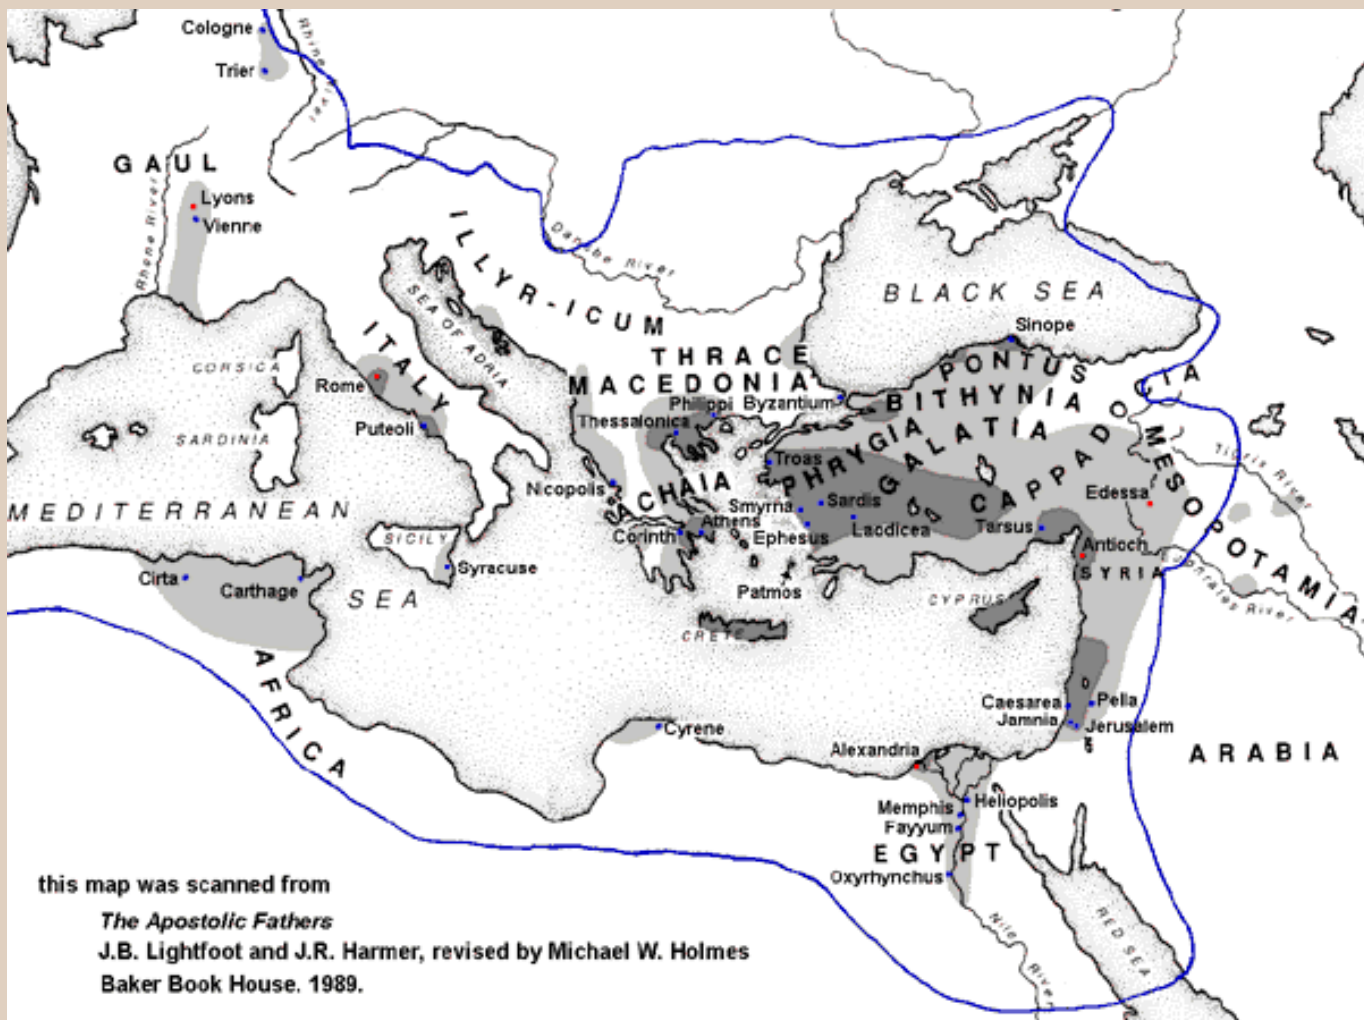 Cologne
Rhine River
Trier
GAUL
Lyons
Vienne
Rhone River
ILLYR-ICUM
Danube River
SEA OF ADRIA
ITALY
BLACK SEA
Sinope
CORSICA
Rome
THRACE
MACEDONIA
PONTUS
BITHYNIA
CAPPADOCIA
Philippi
Byzantium
Thessalonica
Puteoli
SARDINIA
PHRYGIA
GALATIA
MESOPOTAMIA
Tigris River
Troas
Nicopolis
ACHAIA
Smyrna
Sardis
Edessa
MEDITERRANEAN
SEA
Athens
Corinth
Ephesus
Laodicea
Tarsus
Antioch
SICILY
SYRIA
Euphrates River
Cirta
Carthage
Syracuse
Patmos
CYPRUS
CRETE
AFRICA
Cyrene
Caesarea
Pella
Jamnia
Jerusalem
Alexandria
ARABIA
Memphis
Heliopolis
Fayyum
EGYPT
Oxyrhynchus
Nile River
RED SEA
this map was scanned from
The Apostolic Fathers
J.B. Lightfoot and J.R. Harmer, revised by Michael W. Holmes
Baker Book House. 1989.